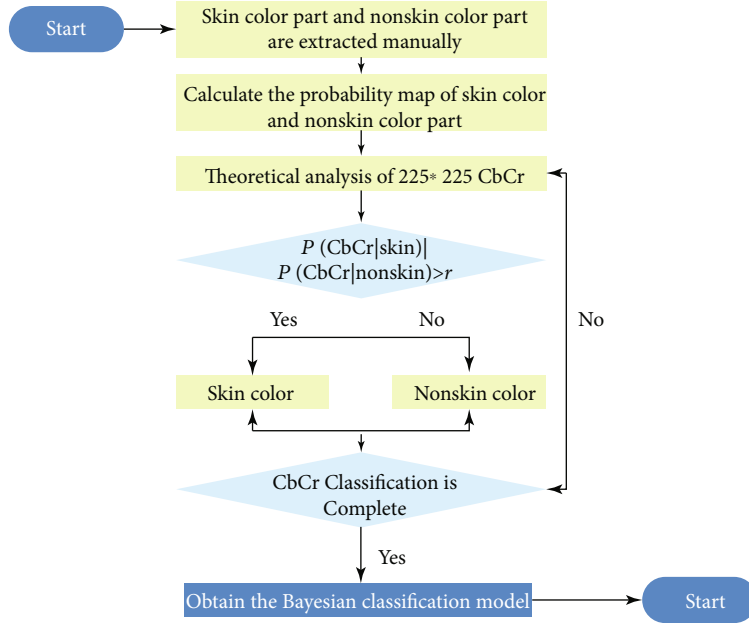 Start
Skin color part and nonskin color part
are extracted manually
Calculate the probability map of skin color
and nonskin color part
Theoretical analysis of 225* 225 CbCr
P (CbCr|skin)|
P (CbCr|nonskin)>r
Yes
No
No
Skin color
Nonskin color
CbCr Classification is
Complete
Yes
Obtain the Bayesian classification model
Start